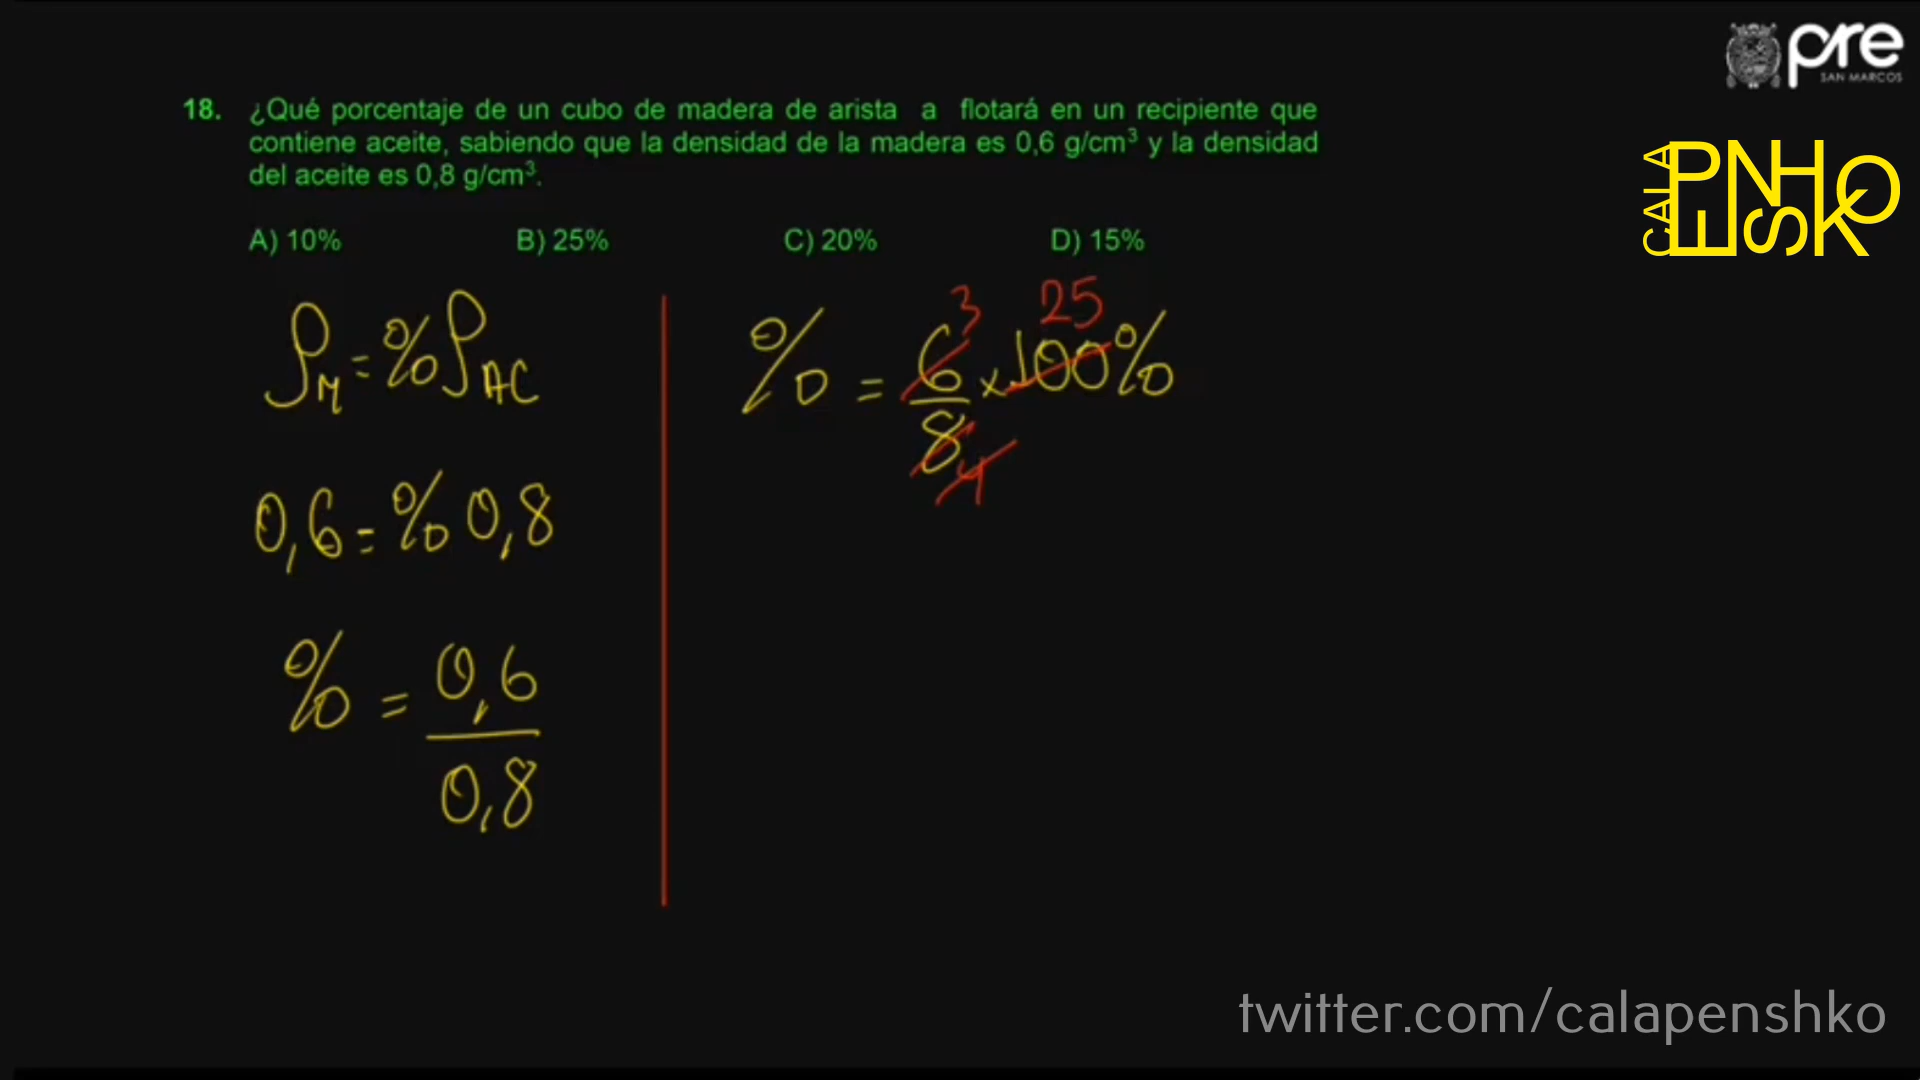 pre
SAN MARCOS
18. ¿Qué porcentaje de un cubo de madera de arista a flotará en un recipiente que
contiene aceite, sabiendo que la densidad de la madera es 0,6 g/cm³ y la densidad
del aceite es 0,8 g/cm³.
CALA
PENSHKO
A) 10% B) 25% C) 20% D) 15%
ρM = % ρAC
0,6 = % 0,8
% = 0,6
0,8
3 25
% = 6 x 100%
8 4
twitter.com/calapenshko